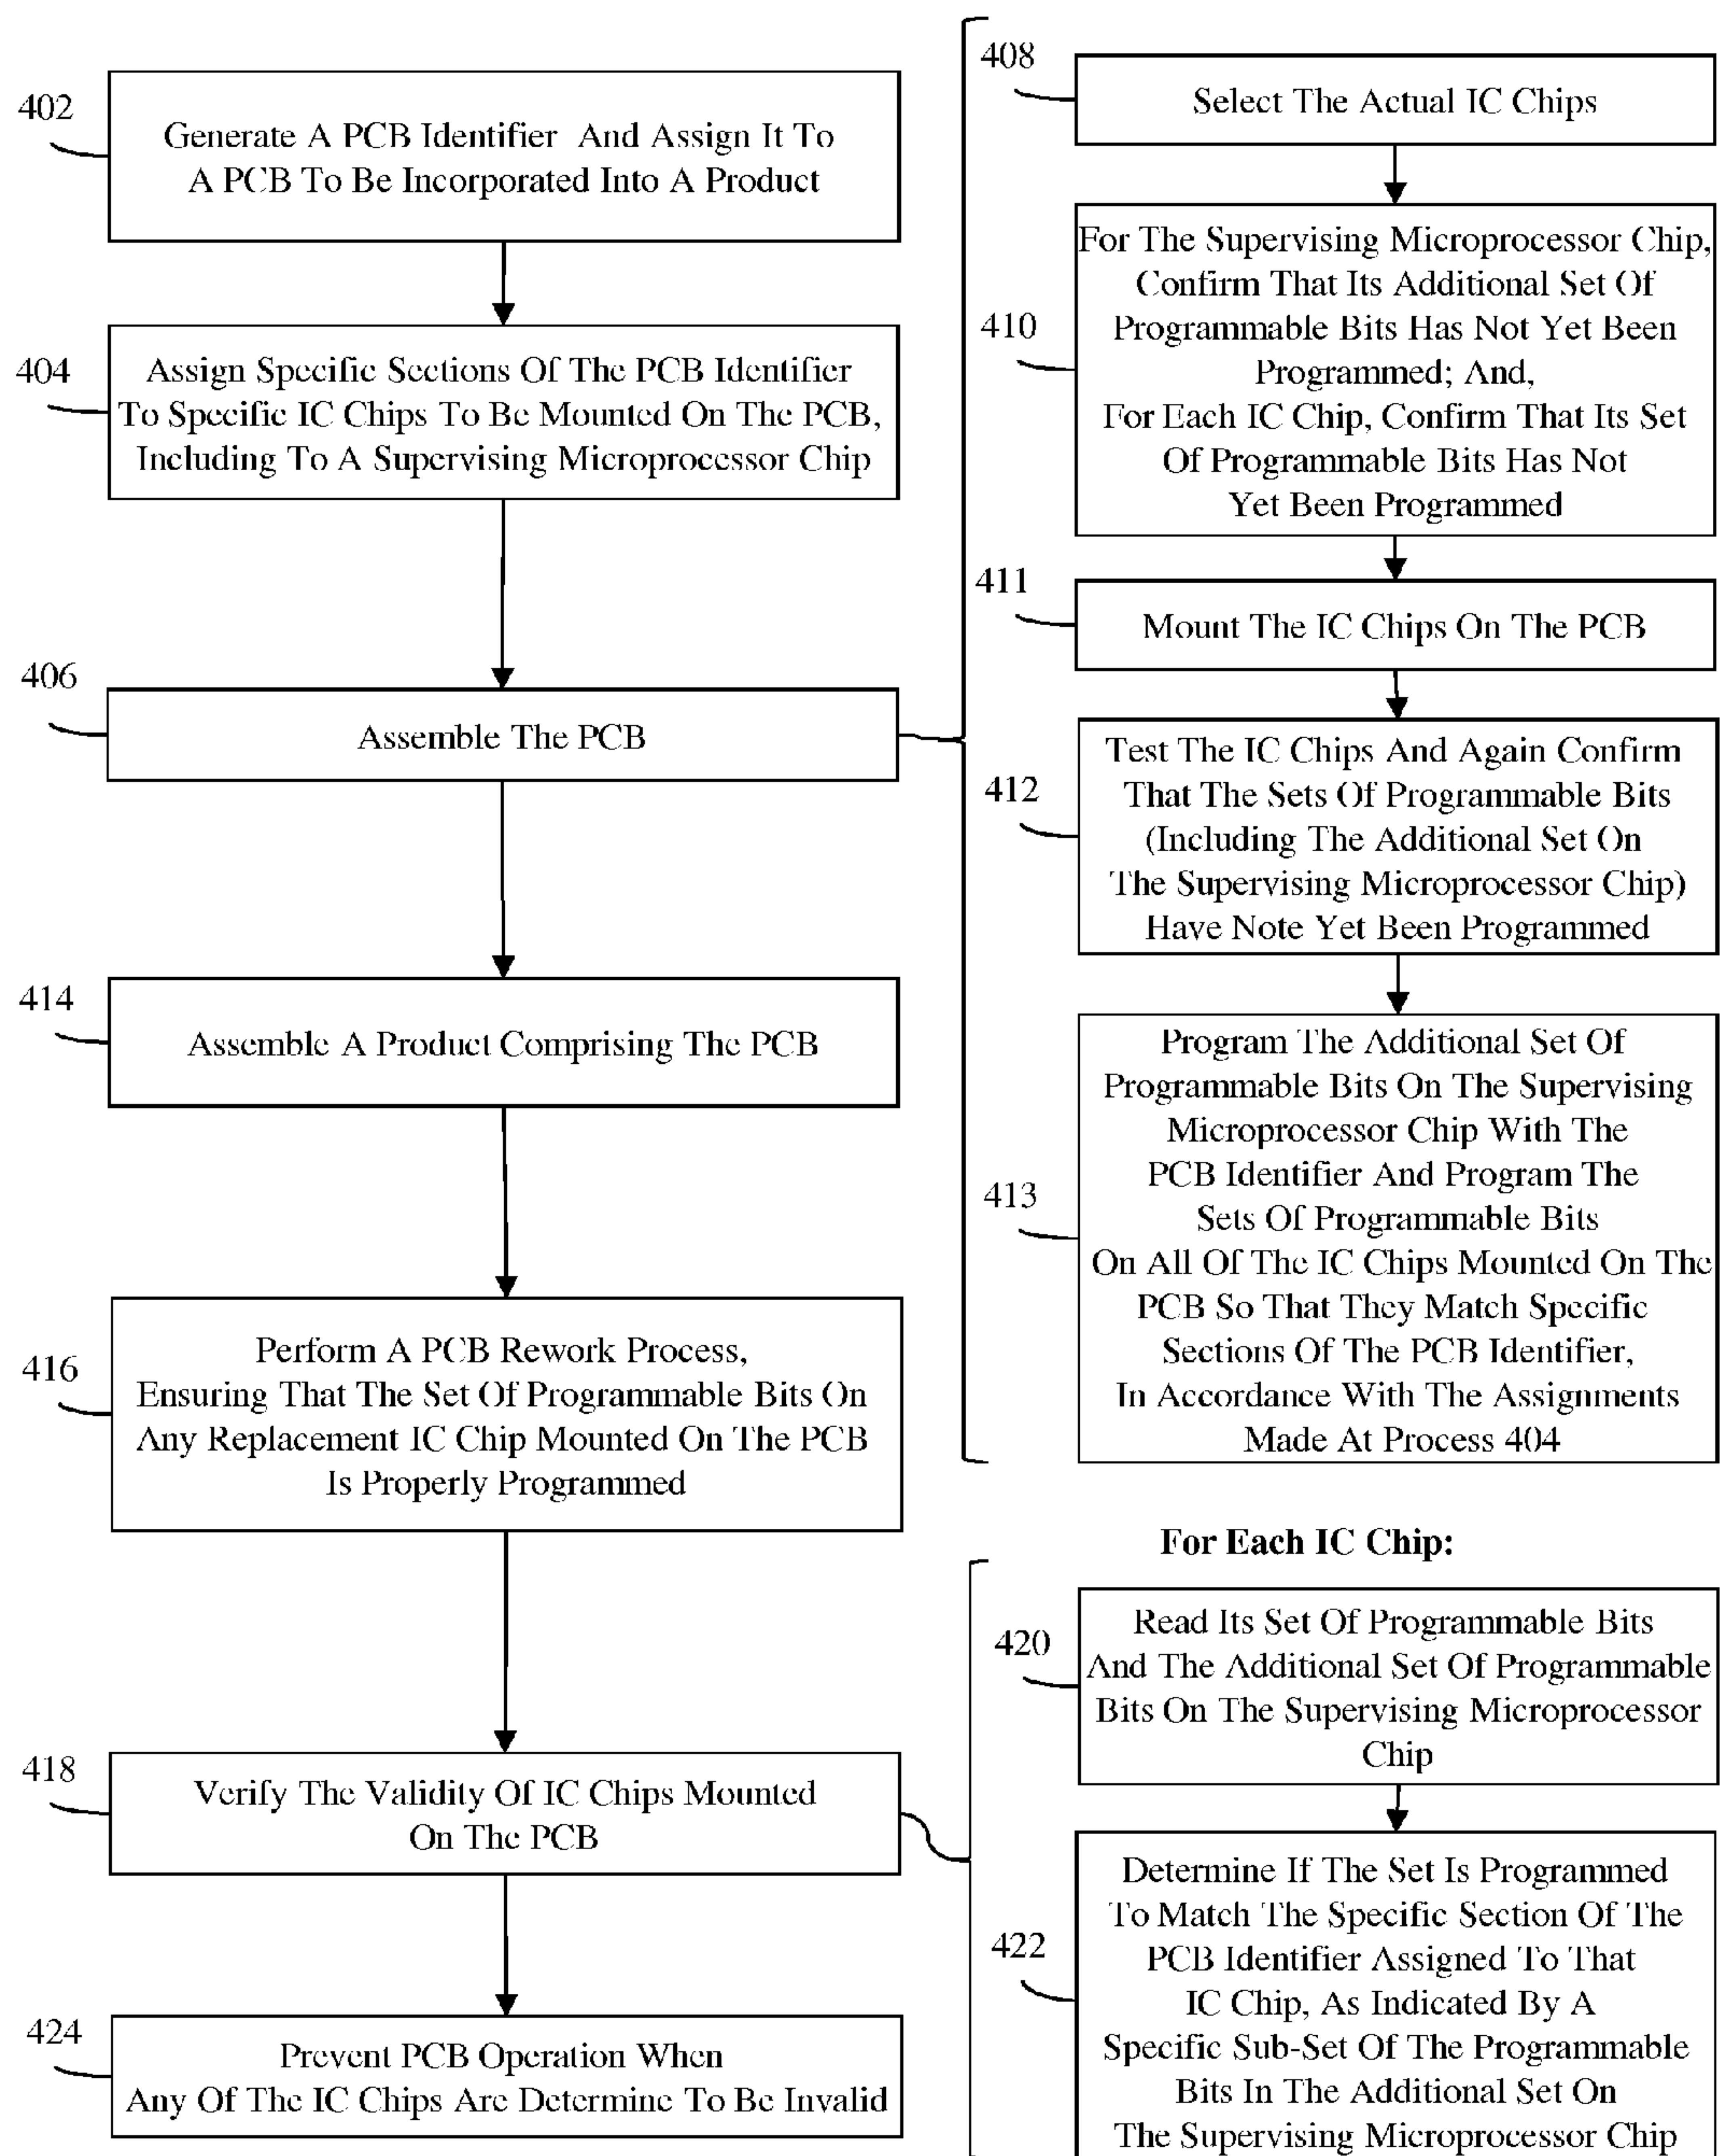 402
Generate A PCB Identifier And Assign It To
A PCB To Be Incorporated Into A Product
404
Assign Specific Sections Of The PCB Identifier
To Specific IC Chips To Be Mounted On The PCB,
Including To A Supervising Microprocessor Chip
406
Assemble The PCB
408
Select The Actual IC Chips
410
For The Supervising Microprocessor Chip,
Confirm That Its Additional Set Of
Programmable Bits Has Not Yet Been
Programmed; And,
For Each IC Chip, Confirm That Its Set
Of Programmable Bits Has Not
Yet Been Programmed
411
Mount The IC Chips On The PCB
412
Test The IC Chips And Again Confirm
That The Sets Of Programmable Bits
(Including The Additional Set On
The Supervising Microprocessor Chip)
Have Note Yet Been Programmed
413
Program The Additional Set Of
Programmable Bits On The Supervising
Microprocessor Chip With The
PCB Identifier And Program The
Sets Of Programmable Bits
On All Of The IC Chips Mounted On The
PCB So That They Match Specific
Sections Of The PCB Identifier,
In Accordance With The Assignments
Made At Process 404
414
Assemble A Product Comprising The PCB
416
Perform A PCB Rework Process,
Ensuring That The Set Of Programmable Bits On
Any Replacement IC Chip Mounted On The PCB
Is Properly Programmed
418
Verify The Validity Of IC Chips Mounted
On The PCB
For Each IC Chip:
420
Read Its Set Of Programmable Bits
And The Additional Set Of Programmable
Bits On The Supervising Microprocessor
Chip
422
Determine If The Set Is Programmed
To Match The Specific Section Of The
PCB Identifier Assigned To That
IC Chip, As Indicated By A
Specific Sub-Set Of The Programmable
Bits In The Additional Set On
The Supervising Microprocessor Chip
424
Prevent PCB Operation When
Any Of The IC Chips Are Determine To Be Invalid